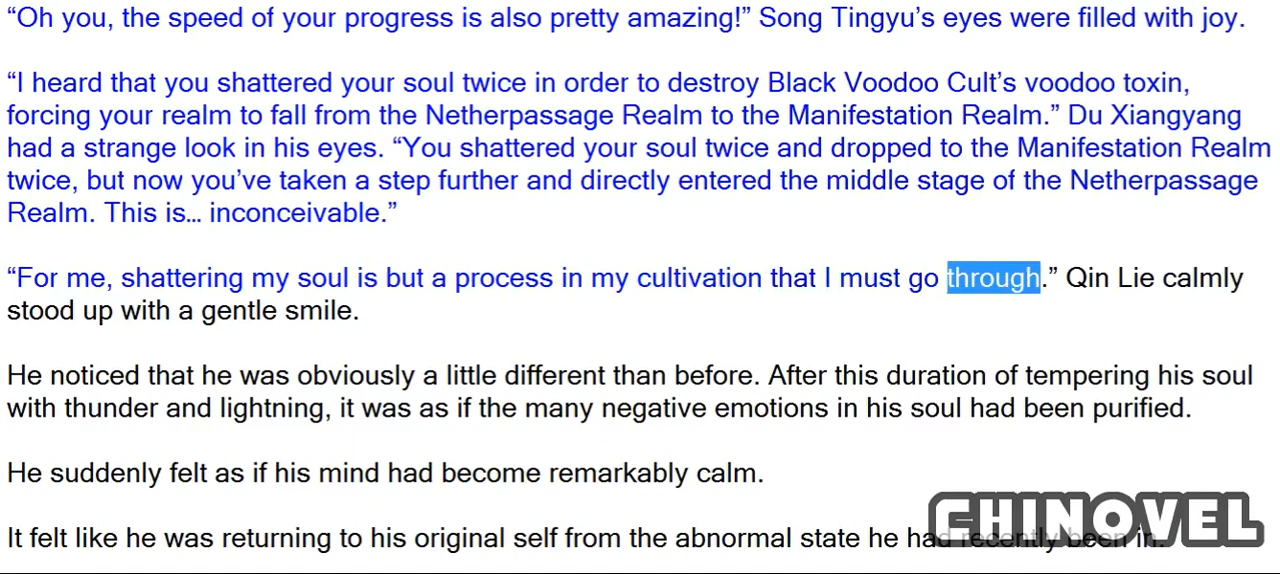 “Oh you, the speed of your progress is also pretty amazing!” Song Tingyu’s eyes were filled with joy.
“I heard that you shattered your soul twice in order to destroy Black Voodoo Cult’s voodoo toxin,
forcing your realm to fall from the Netherpassage Realm to the Manifestation Realm.” Du Xiangyang
had a strange look in his eyes. “You shattered your soul twice and dropped to the Manifestation Realm
twice, but now you’ve taken a step further and directly entered the middle stage of the Netherpassage
Realm. This is… inconceivable.”
“For me, shattering my soul is but a process in my cultivation that I must go through.” Qin Lie calmly
stood up with a gentle smile.
He noticed that he was obviously a little different than before. After this duration of tempering his soul
with thunder and lightning, it was as if the many negative emotions in his soul had been purified.
He suddenly felt as if his mind had become remarkably calm.
It felt like he was returning to his original self from the abnormal state he had recently been in.
CHINOVEL